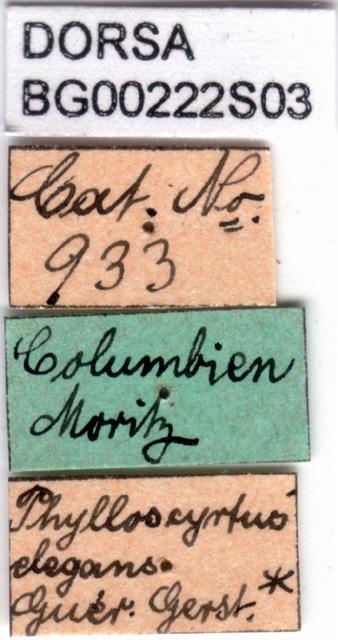 DORSA
BG00222S03
Cat. No.
933
Columbien
Moritz
Phylloscyrtus
elegans.
Guér. Gerst.*